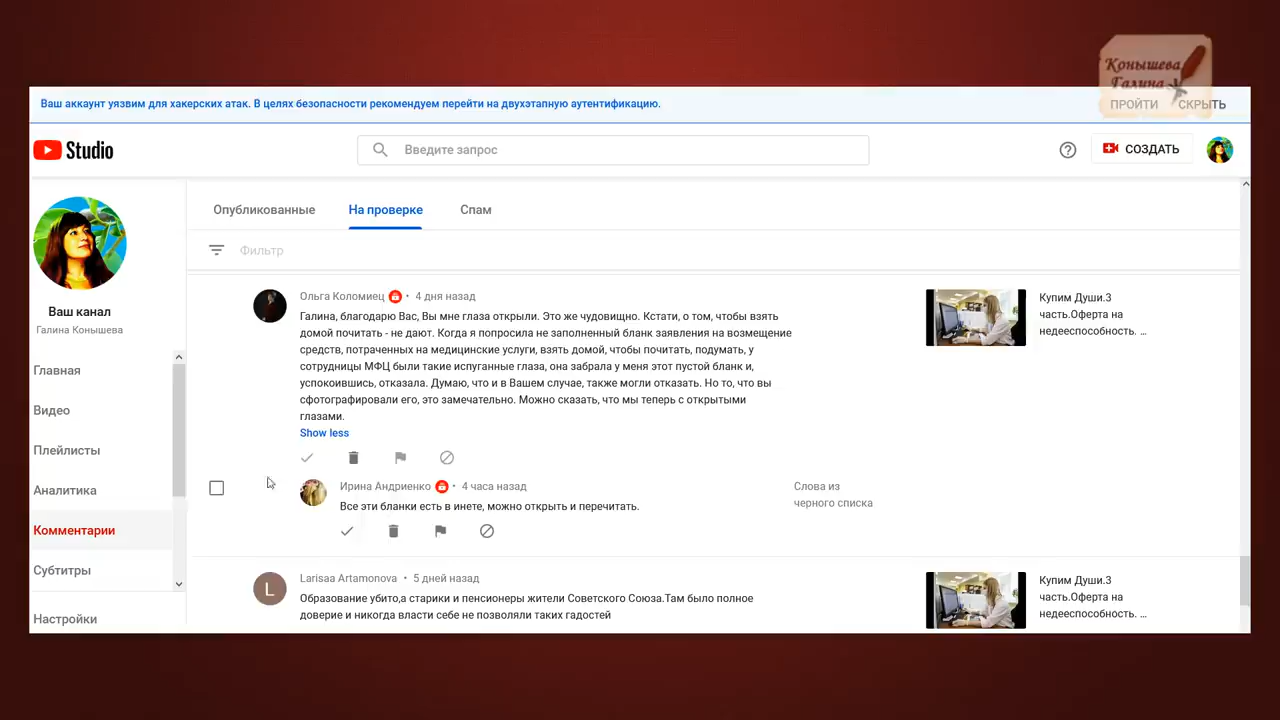 Конышева
Галина
Ваш аккаунт уязвим для хакерских атак. В целях безопасности рекомендуем перейти на двухэтапную аутентификацию.
ПРОЙТИ
СКРЫТЬ
Studio
Введите запрос
СОЗДАТЬ
Ваш канал
Галина Конышева
Главная
Видео
Плейлисты
Аналитика
Комментарии
Субтитры
Настройки
Опубликованные
На проверке
Спам
Фильтр
Ольга Коломиец • 4 дня назад
Галина, благодарю Вас, Вы мне глаза открыли. Это же чудовищно. Кстати, о том, чтобы взять
домой почитать - не дают. Когда я попросила не заполненный бланк заявления на возмещение
средств, потраченных на медицинские услуги, взять домой, чтобы почитать, подумать, у
сотрудницы МФЦ были такие испуганные глаза, она забрала у меня этот пустой бланк и,
успокоившись, отказала. Думаю, что и в Вашем случае, также могли отказать. Но то, что вы
сфотографировали его, это замечательно. Можно сказать, что мы теперь с открытыми
глазами.
Show less
Купим Души.3
часть.Оферта на
недееспособность. ...
Ирина Андриенко • 4 часа назад
Все эти бланки есть в инете, можно открыть и перечитать.
Слова из
черного списка
L
Larisaa Artamonova • 5 дней назад
Образование убито,а старики и пенсионеры жители Советского Союза.Там было полное
доверие и никогда власти себе не позволяли таких гадостей
Купим Души.3
часть.Оферта на
недееспособность. ...